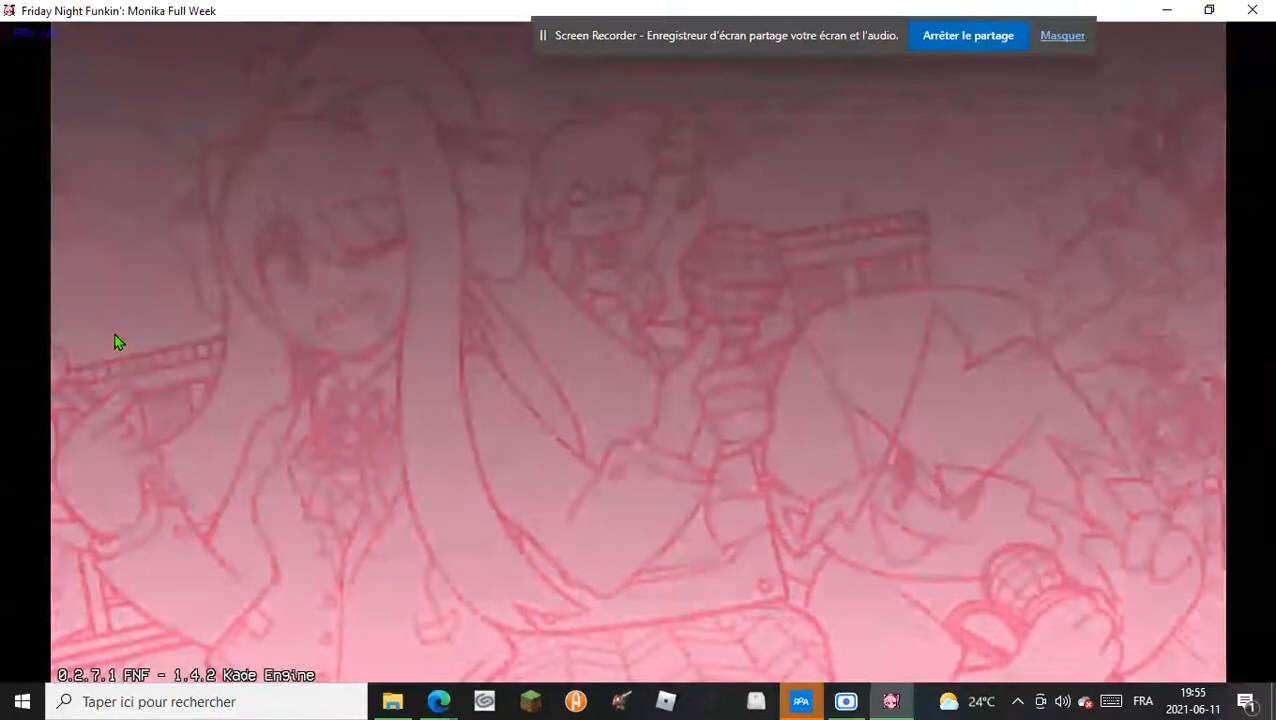 Friday Night Funkin': Monika Full Week
Screen Recorder - Enregistreur d'écran partage votre écran et l'audio.
Arrêter le partage
Masquer
0.2.7.1 FNF - 1.4.2 Kade Engine
Taper ici pour rechercher
24°C
FRA
19:55
2021-06-11
1